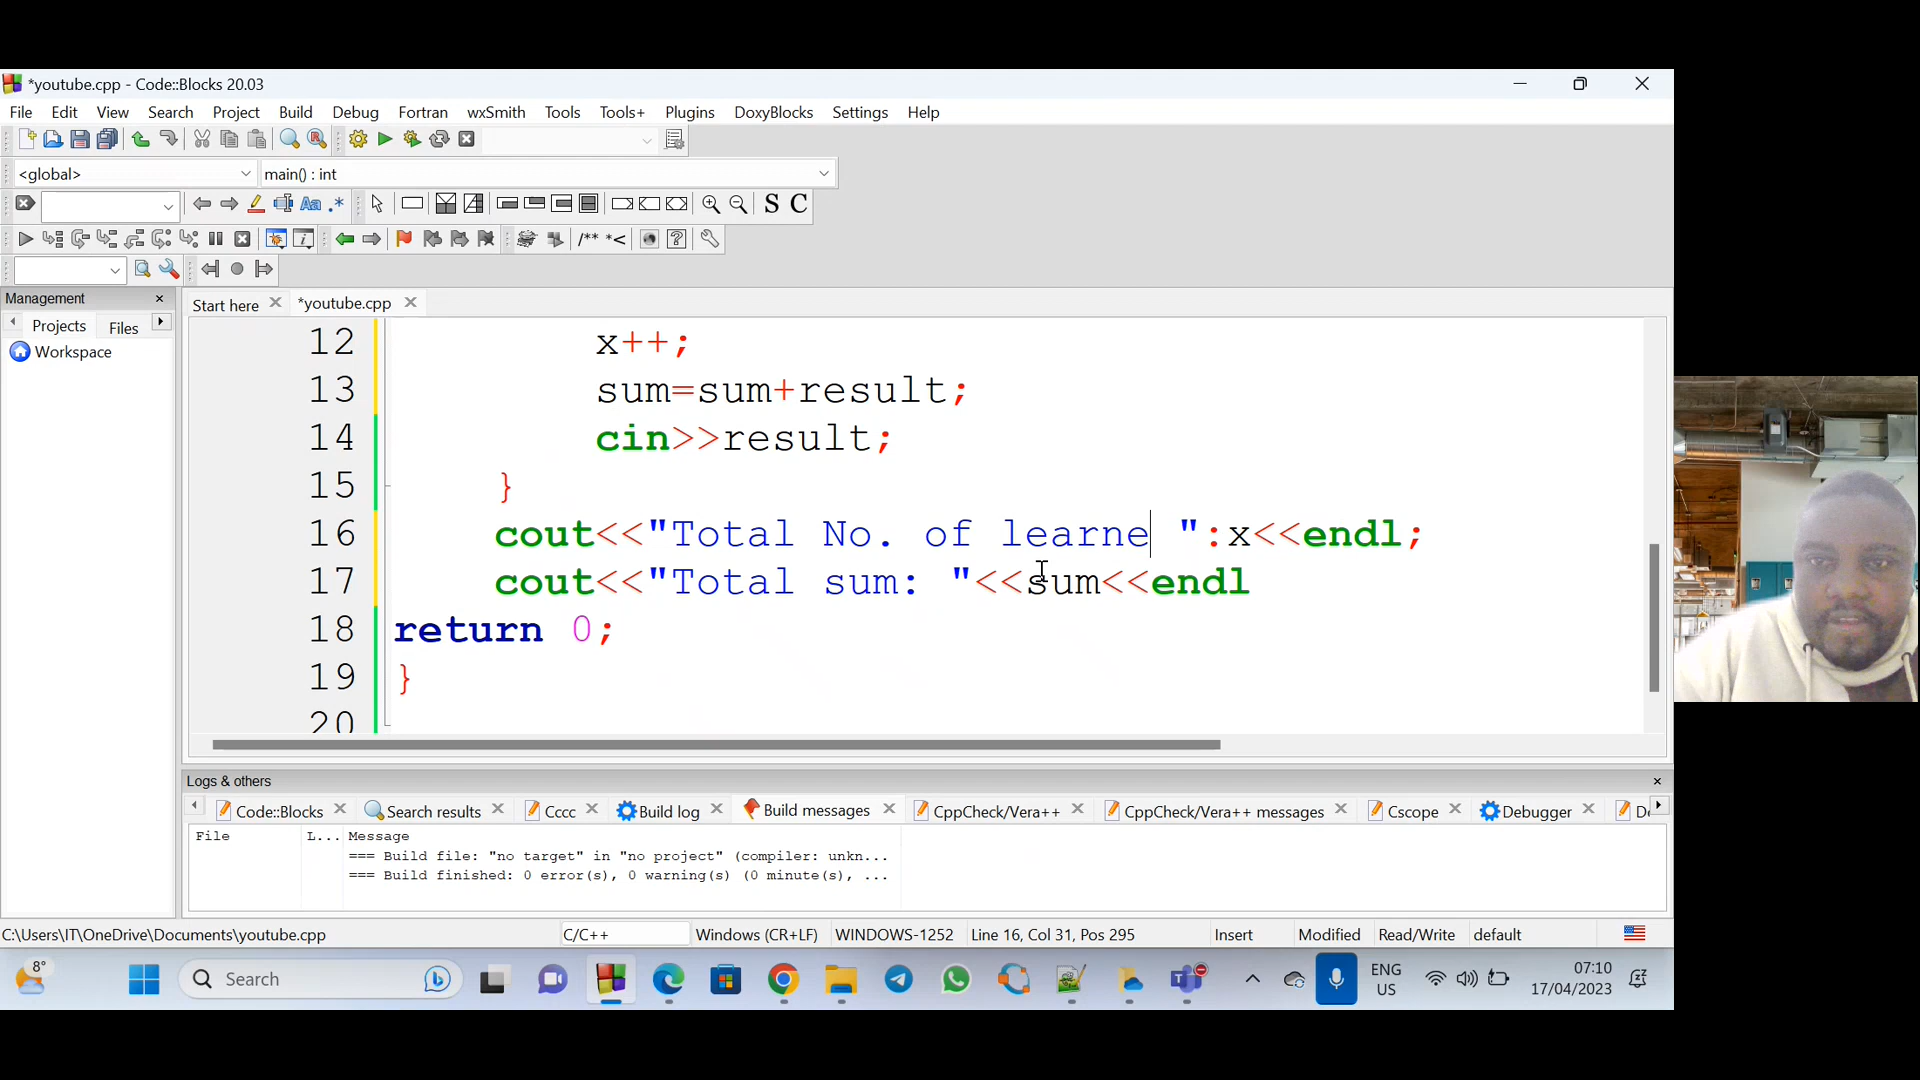 *youtube.cpp - Code::Blocks 20.03
File Edit View Search Project Build Debug Fortran wxSmith Tools Tools+ Plugins DoxyBlocks Settings Help
<global> main() : int
S C
/** *<
Management
Start here *youtube.cpp
Projects Files
Workspace
12 x++;
13 sum=sum+result;
14 cin>>result;
15 }
16 cout<<"Total No. of learne ":x<<endl;
17 cout<<"Total sum: "<<sum<<endl
18 return 0;
19 }
20
Logs & others
Code::Blocks Search results Cccc Build log Build messages CppCheck/Vera++ CppCheck/Vera++ messages Cscope Debugger
File L... Message
=== Build file: "no target" in "no project" (compiler: unkn...
=== Build finished: 0 error(s), 0 warning(s) (0 minute(s), ...
C:\Users\IT\OneDrive\Documents\youtube.cpp C/C++ Windows (CR+LF) WINDOWS-1252 Line 16, Col 31, Pos 295 Insert Modified Read/Write default
8° Search ENG US 07:10
17/04/2023